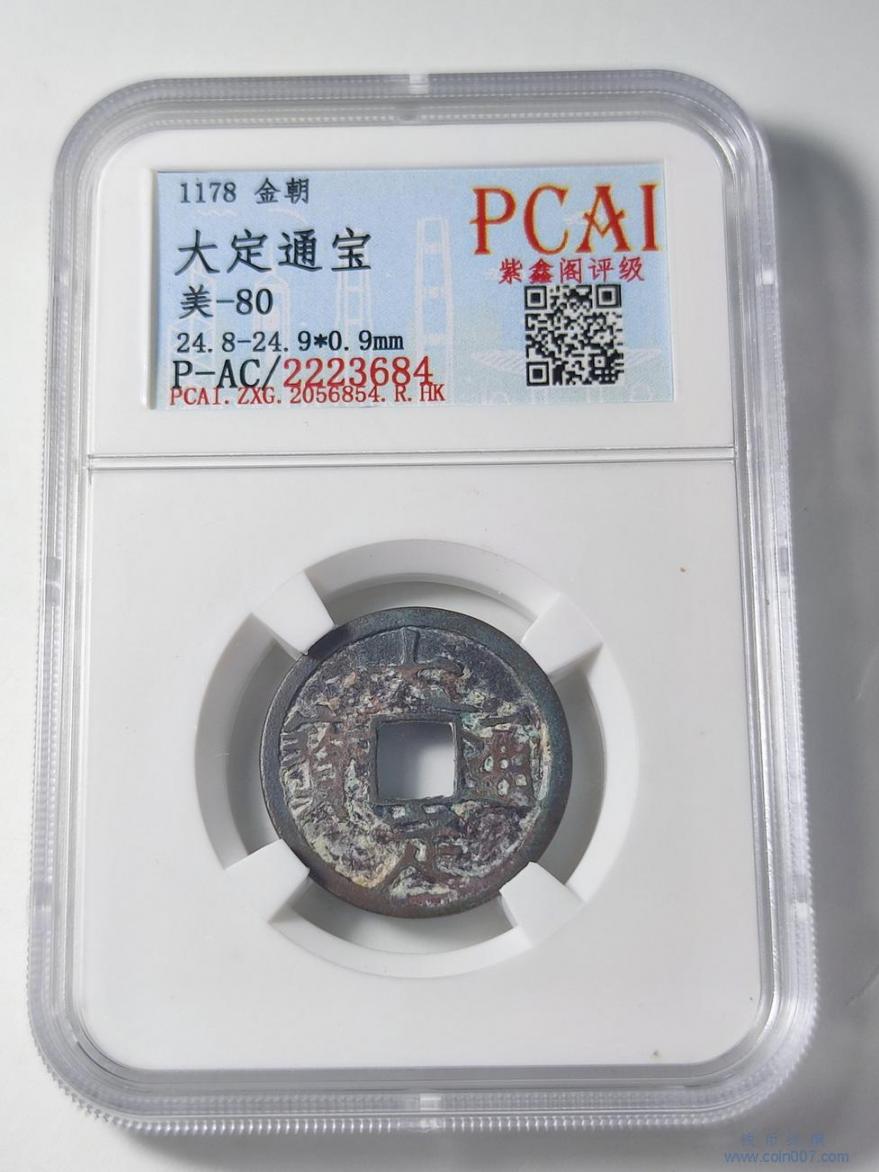 1178 金朝
PCAI
紫鑫阁评级
大定通宝
美-80
24.8-24.9*0.9mm
P-AC/2223684
PCAI.ZXG.2056854.R.HK
大定通寳
www.coin007.com